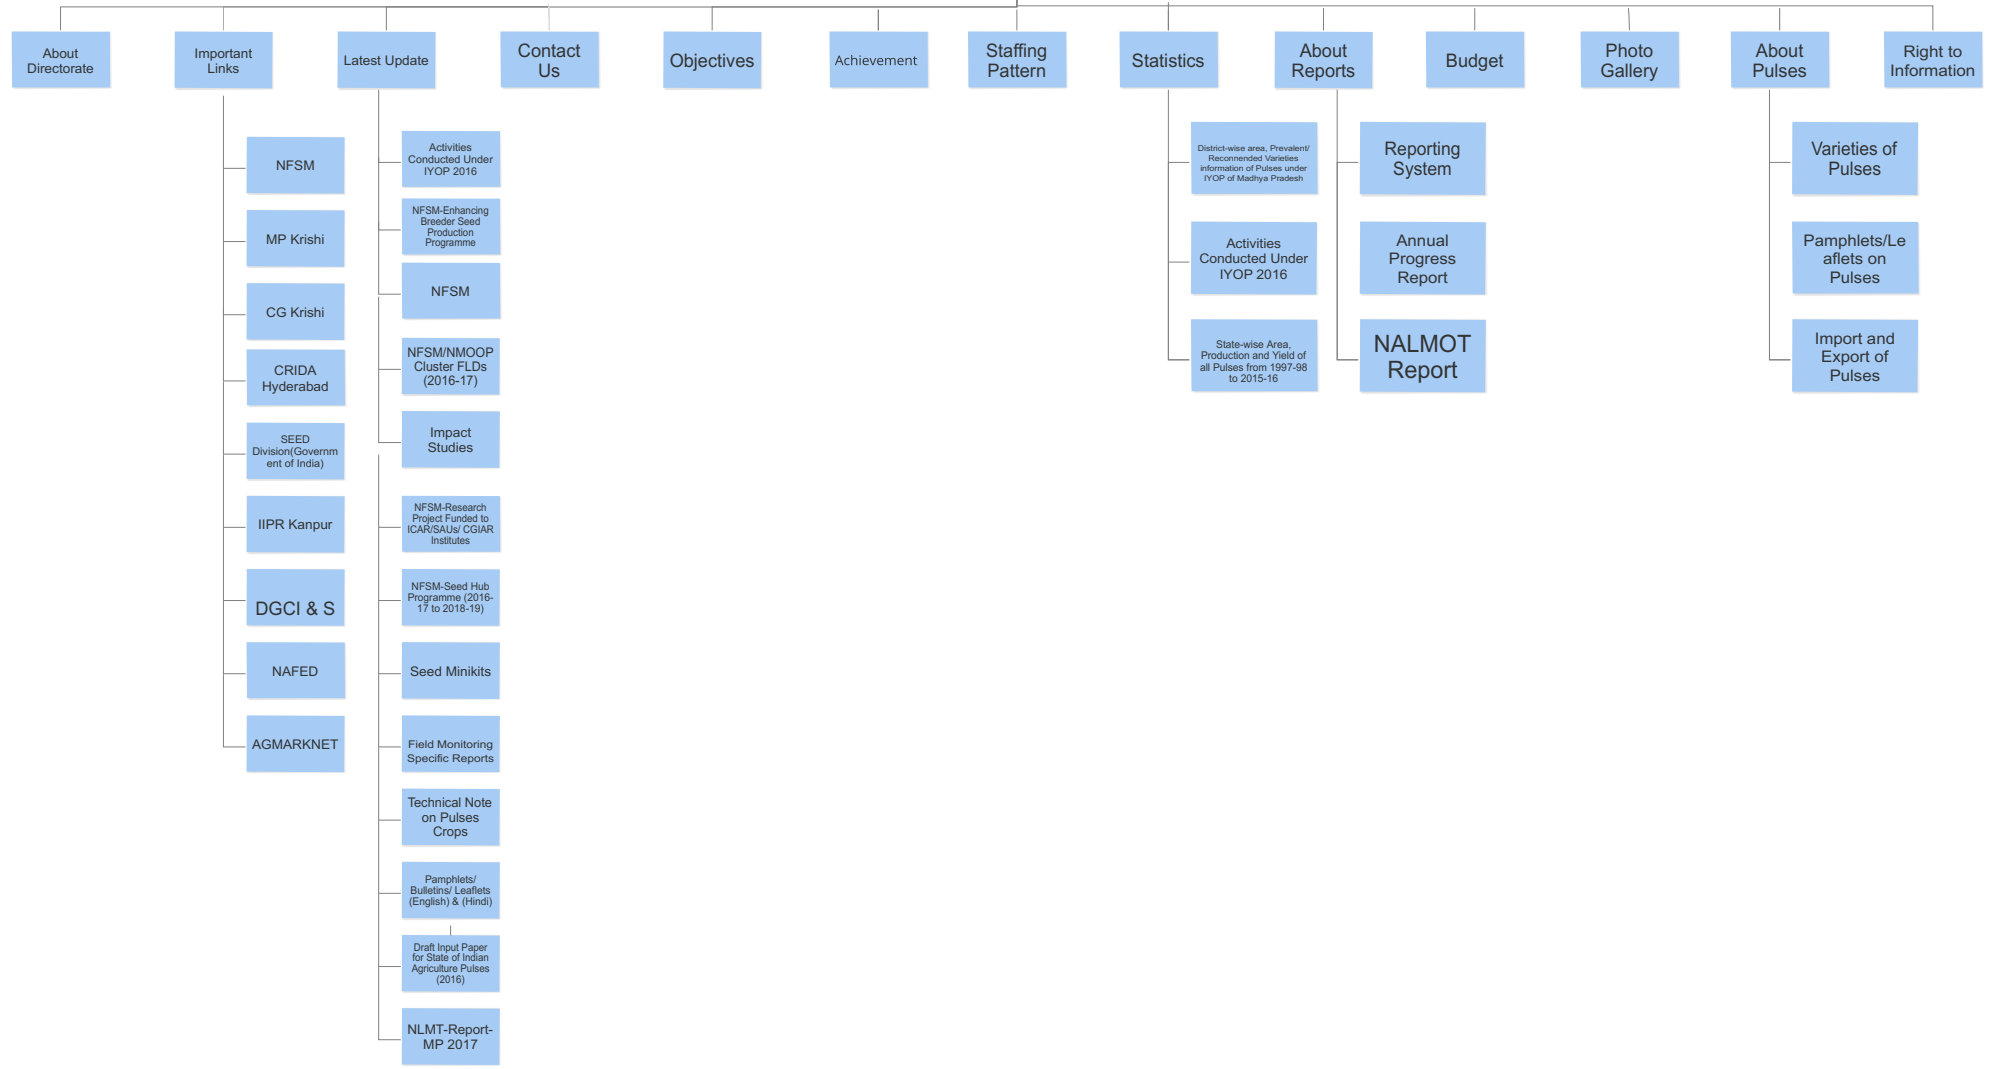 About
Directorate
Important
Links
Latest Update
Contact
Us
Objectives
Achievement
Staffing
Pattern
Statistics
About
Reports
Budget
Photo
Gallery
About
Pulses
Right to
Information
NFSM
MP Krishi
CG Krishi
CRIDA
Hyderabad
SEED
Division(Governm
ent of India)
IIPR Kanpur
DGCI & S
NAFED
AGMARKNET
Activities
Conducted Under
IYOP 2016
NFSM-Enhancing
Breeder Seed
Production
Programme
NFSM
NFSM/NMOOP
Cluster FLDs
(2016-17)
Impact
Studies
NFSM-Research
Project Funded to
ICAR/SAUs/ CGIAR
Institutes
NFSM-Seed Hub
Programme (2016-
17 to 2018-19)
Seed Minikits
Field Monitoring
Specific Reports
Technical Note
on Pulses
Crops
Pamphlets/
Bulletins/ Leaflets
(English) & (Hindi)
Draft Input Paper
for State of Indian
Agriculture Pulses
(2016)
NLMT-Report-
MP 2017
District-wise area, Prevalent/
Reconnended Varieties
information of Pulses under
IYOP of Madhya Pradesh
Activities
Conducted Under
IYOP 2016
State-wise Area,
Production and Yield of
all Pulses from 1997-98
to 2015-16
Reporting
System
Annual
Progress
Report
NALMOT
Report
Varieties of
Pulses
Pamphlets/Le
aflets on
Pulses
Import and
Export of
Pulses